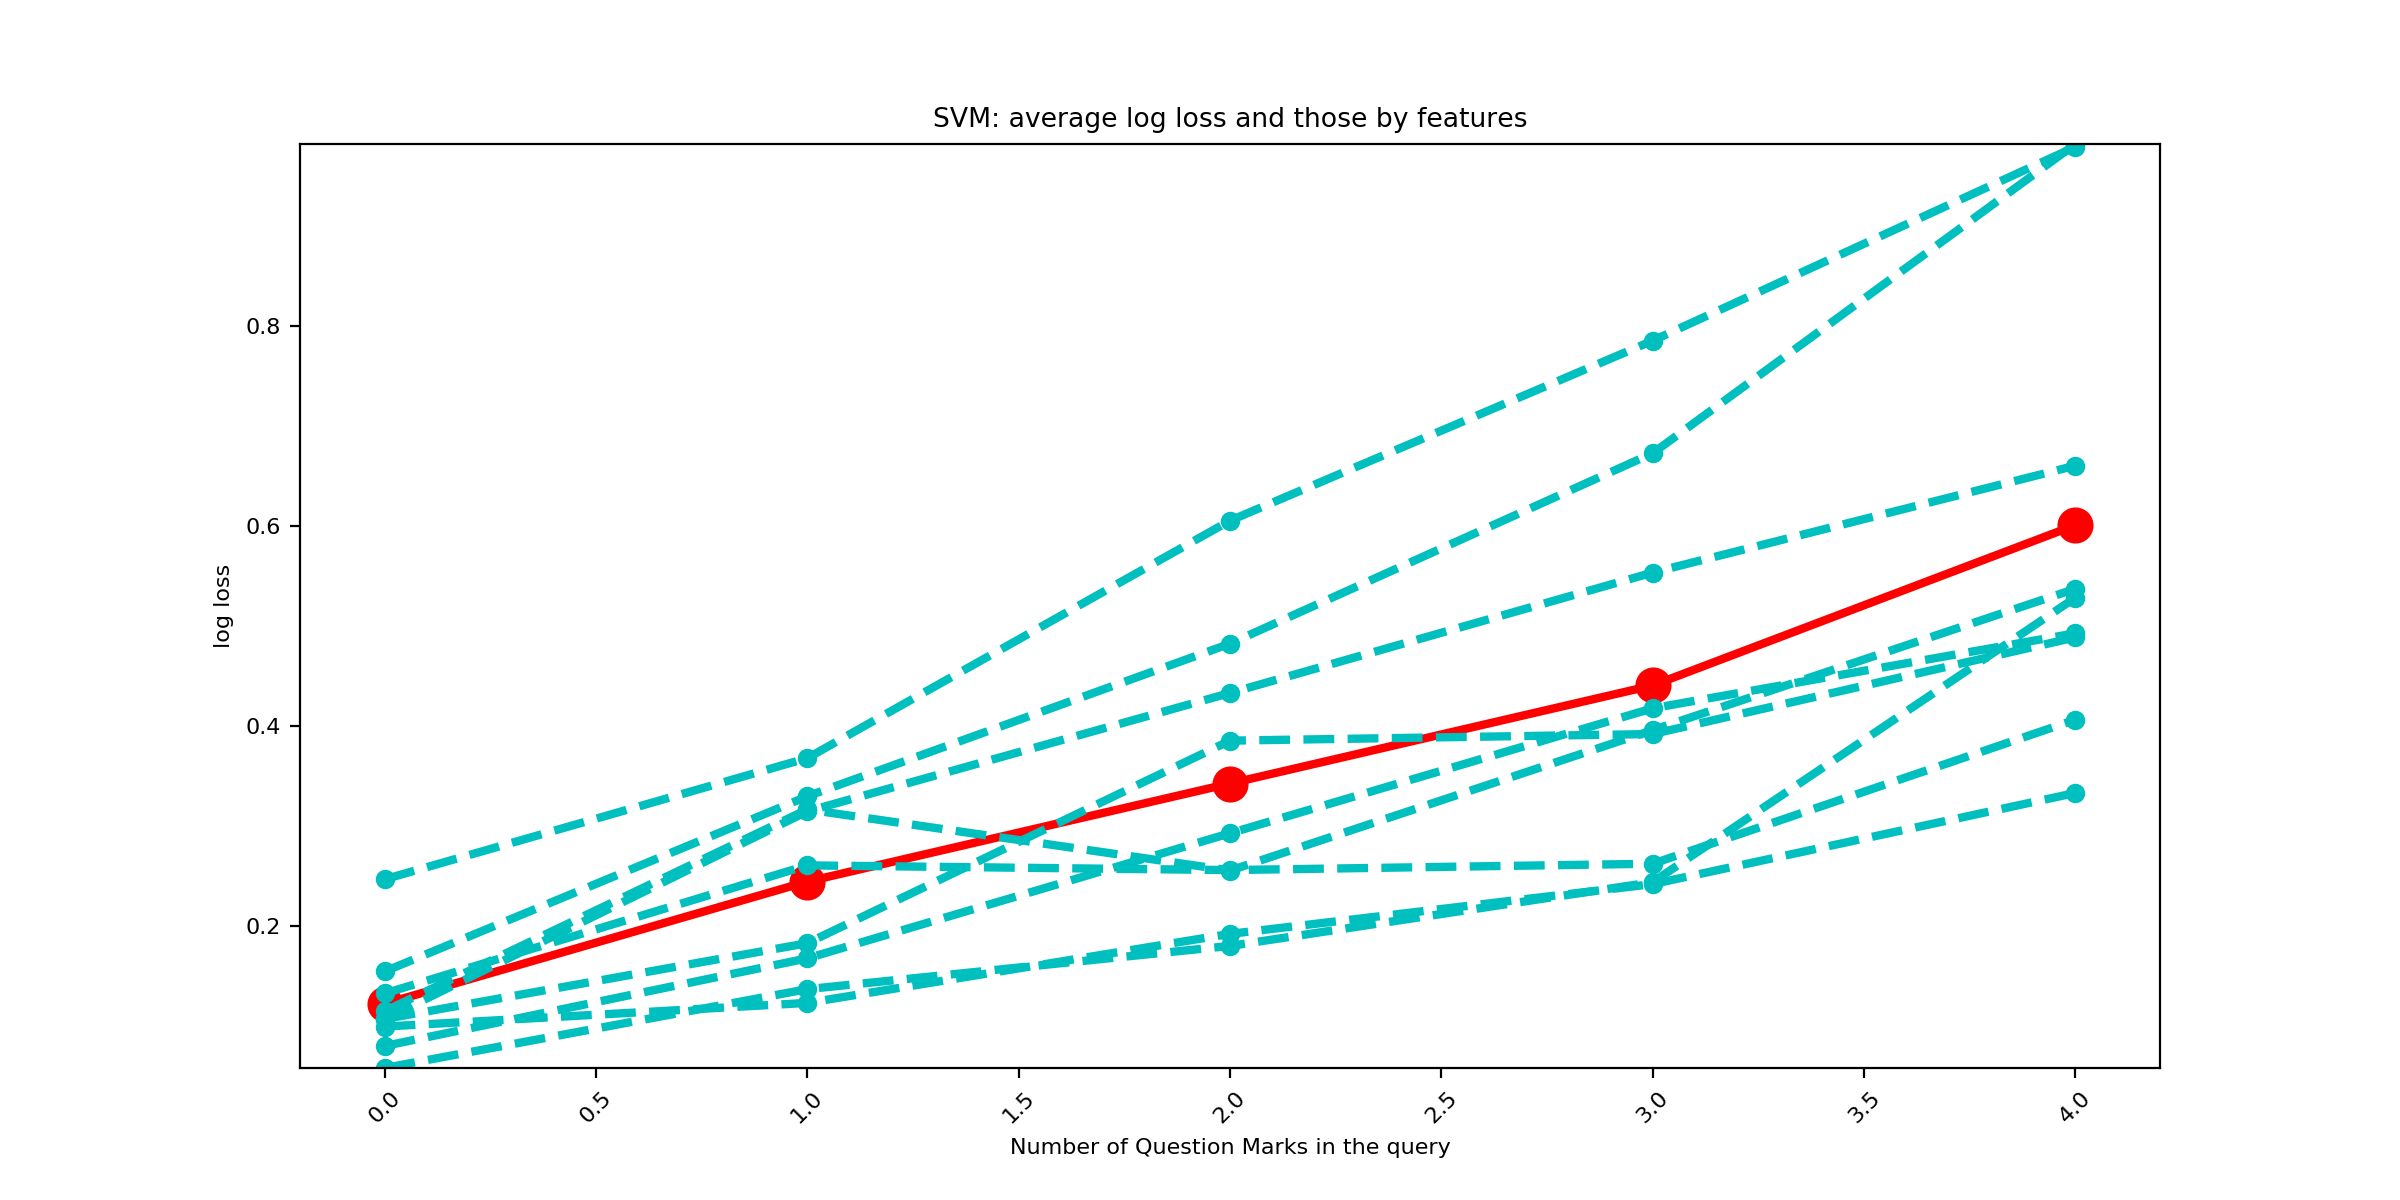 SVM: average log loss and those by features
0.8
0.6
0.4
0.2
log loss
0.0 0.5 1.0 1.5 2.0 2.5 3.0 3.5 4.0
Number of Question Marks in the query